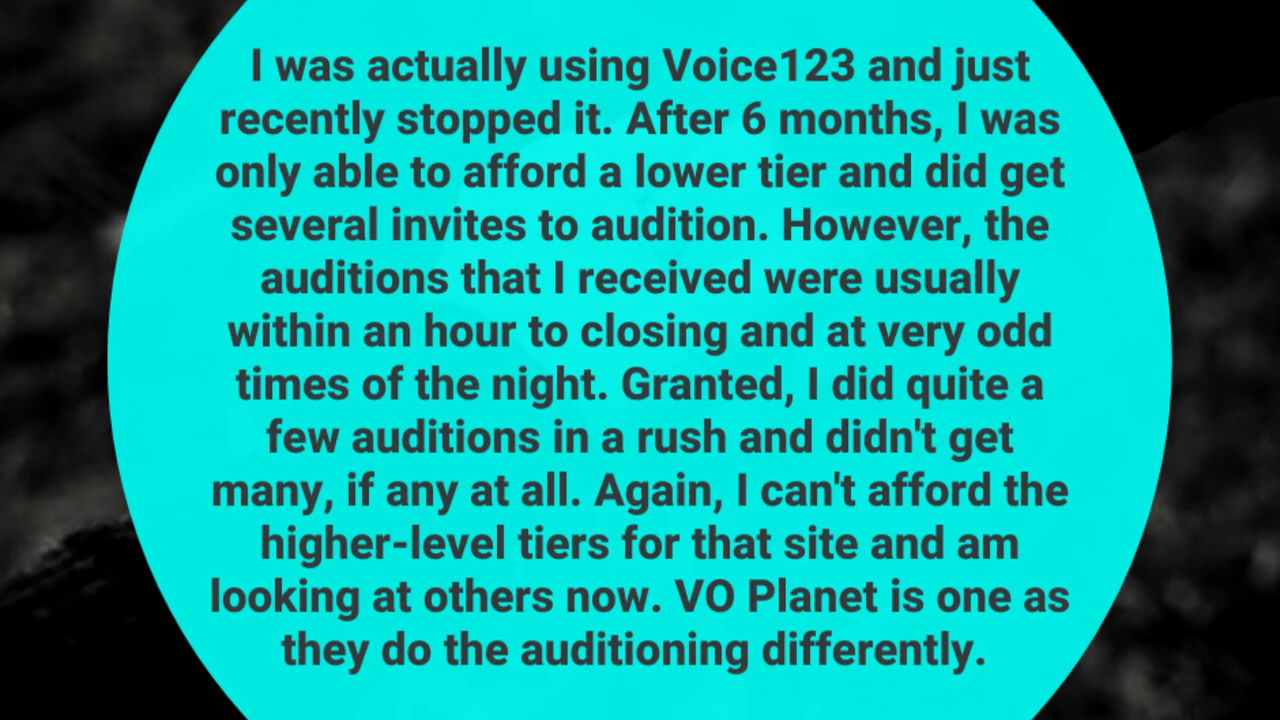 I was actually using Voice123 and just
recently stopped it. After 6 months, I was
only able to afford a lower tier and did get
several invites to audition. However, the
auditions that I received were usually
within an hour to closing and at very odd
times of the night. Granted, I did quite a
few auditions in a rush and didn't get
many, if any at all. Again, I can't afford the
higher-level tiers for that site and am
looking at others now. VO Planet is one as
they do the auditioning differently.